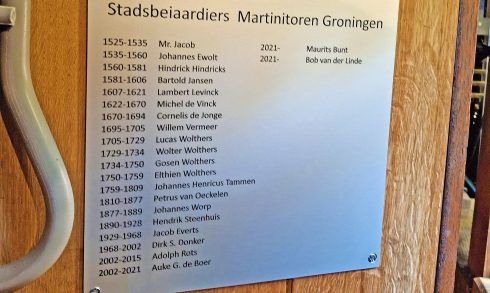 Stadsbeiaardiers Martinitoren Groningen
1525-1535 Mr. Jacob 2021- Maurits Bunt
1535-1560 Johannes Ewolt 2021- Bob van der Linde
1560-1581 Hindrick Hindricks
1581-1606 Bartold Jansen
1607-1621 Lambert Levinck
1622-1670 Michel de Vinck
1670-1694 Cornelis de Jonge
1695-1705 Willem Vermeer
1705-1729 Lucas Wolthers
1729-1734 Wolter Wolthers
1734-1750 Gosen Wolthers
1750-1759 Elthien Wolthers
1759-1809 Johannes Henricus Tammen
1810-1877 Petrus van Oeckelen
1877-1889 Johannes Worp
1890-1928 Hendrik Steenhuis
1929-1968 Jacob Everts
1968-2002 Dirk S. Donker
2002-2015 Adolph Rots
2002-2021 Auke G. de Boer